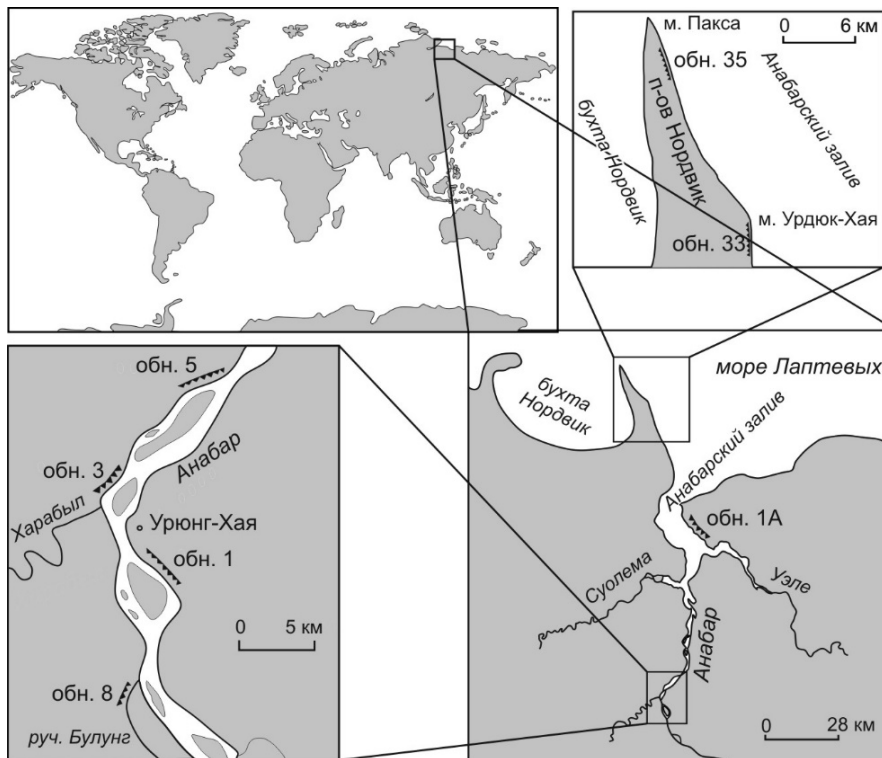 м. Пакса
0 6 км
обн. 35
Анабарский залив
п-ов Нордвик
бухта Нордвик
м. Урдюк-Хая
обн. 33
обн. 5
Анабар
обн. 3
Харабыл
Урюнг-Хая
обн. 1
0 5 км
обн. 8
руч. Булунг
море Лаптевых
бухта
Нордвик
Анабарский залив
обн. 1А
Суолема
Уэле
Анабар
0 28 км